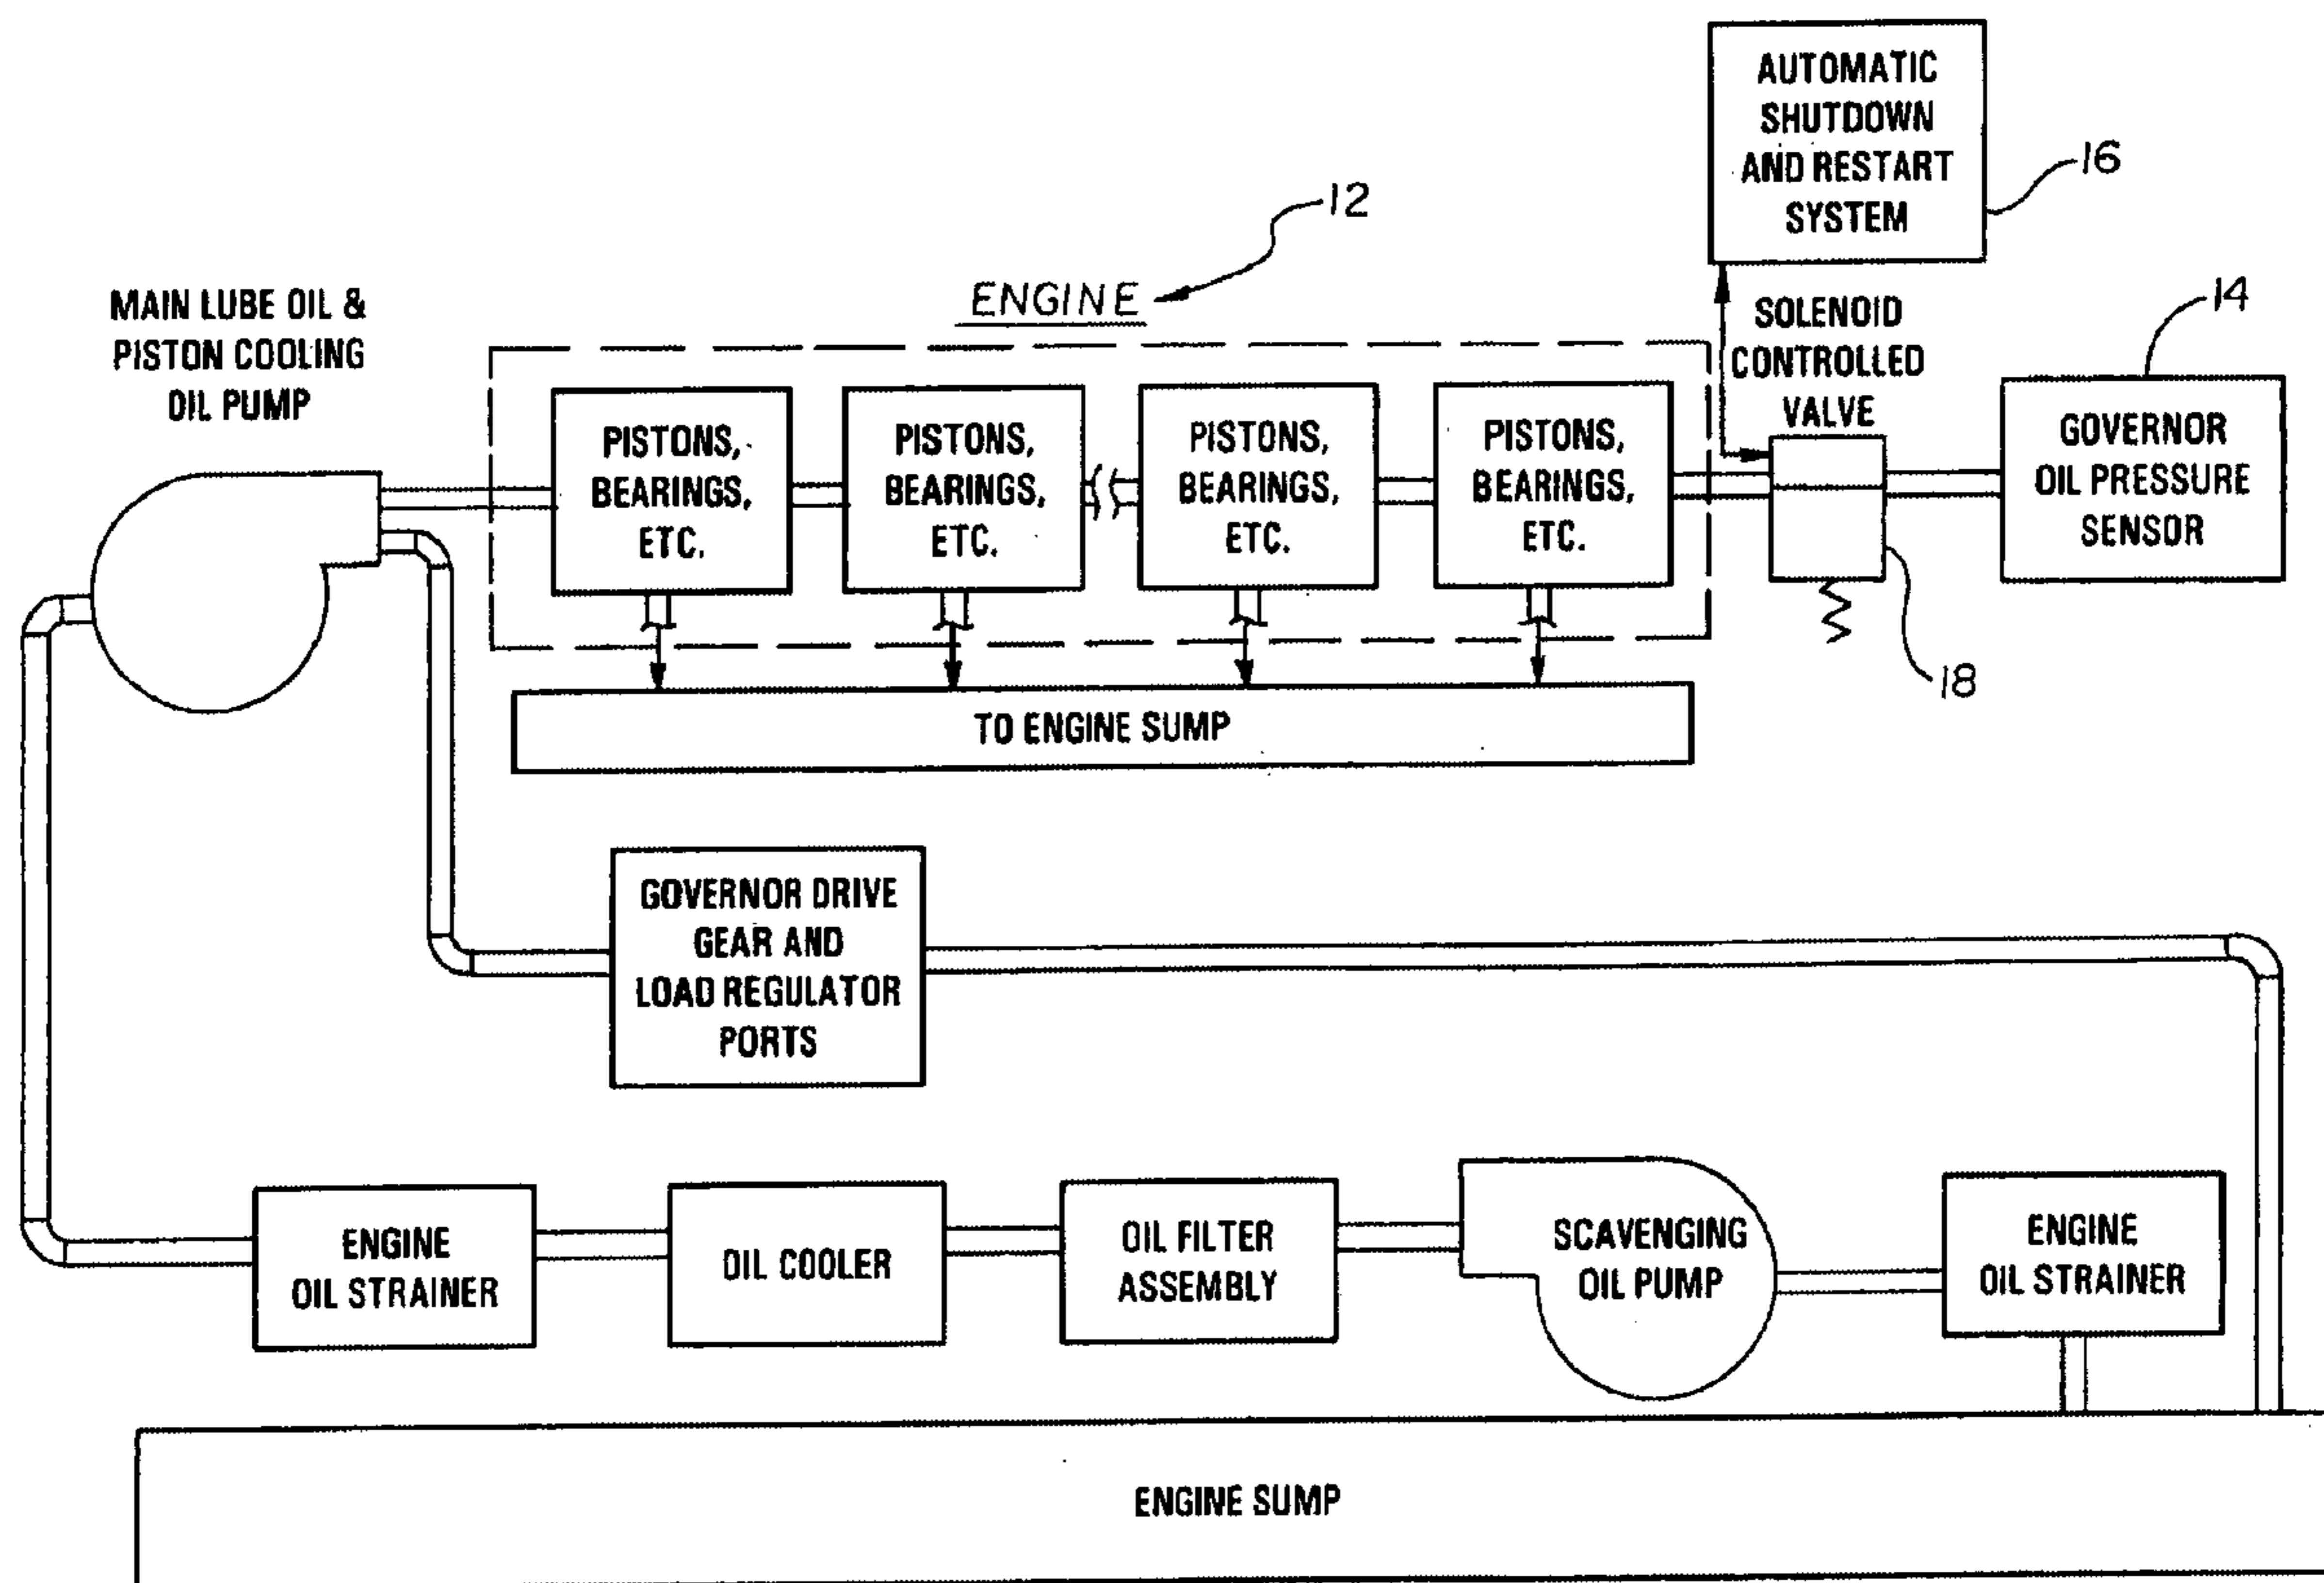 AUTOMATIC
SHUTDOWN
AND RESTART
SYSTEM
16
12
ENGINE
MAIN LUBE OIL &
PISTON COOLING
OIL PUMP
SOLENOID
CONTROLLED
VALVE
14
GOVERNOR
OIL PRESSURE
SENSOR
PISTONS,
BEARINGS,
ETC.
PISTONS,
BEARINGS,
ETC.
PISTONS,
BEARINGS,
ETC.
PISTONS,
BEARINGS,
ETC.
18
TO ENGINE SUMP
GOVERNOR DRIVE
GEAR AND
LOAD REGULATOR
PORTS
ENGINE
OIL STRAINER
OIL COOLER
OIL FILTER
ASSEMBLY
SCAVENGING
OIL PUMP
ENGINE
OIL STRAINER
ENGINE SUMP